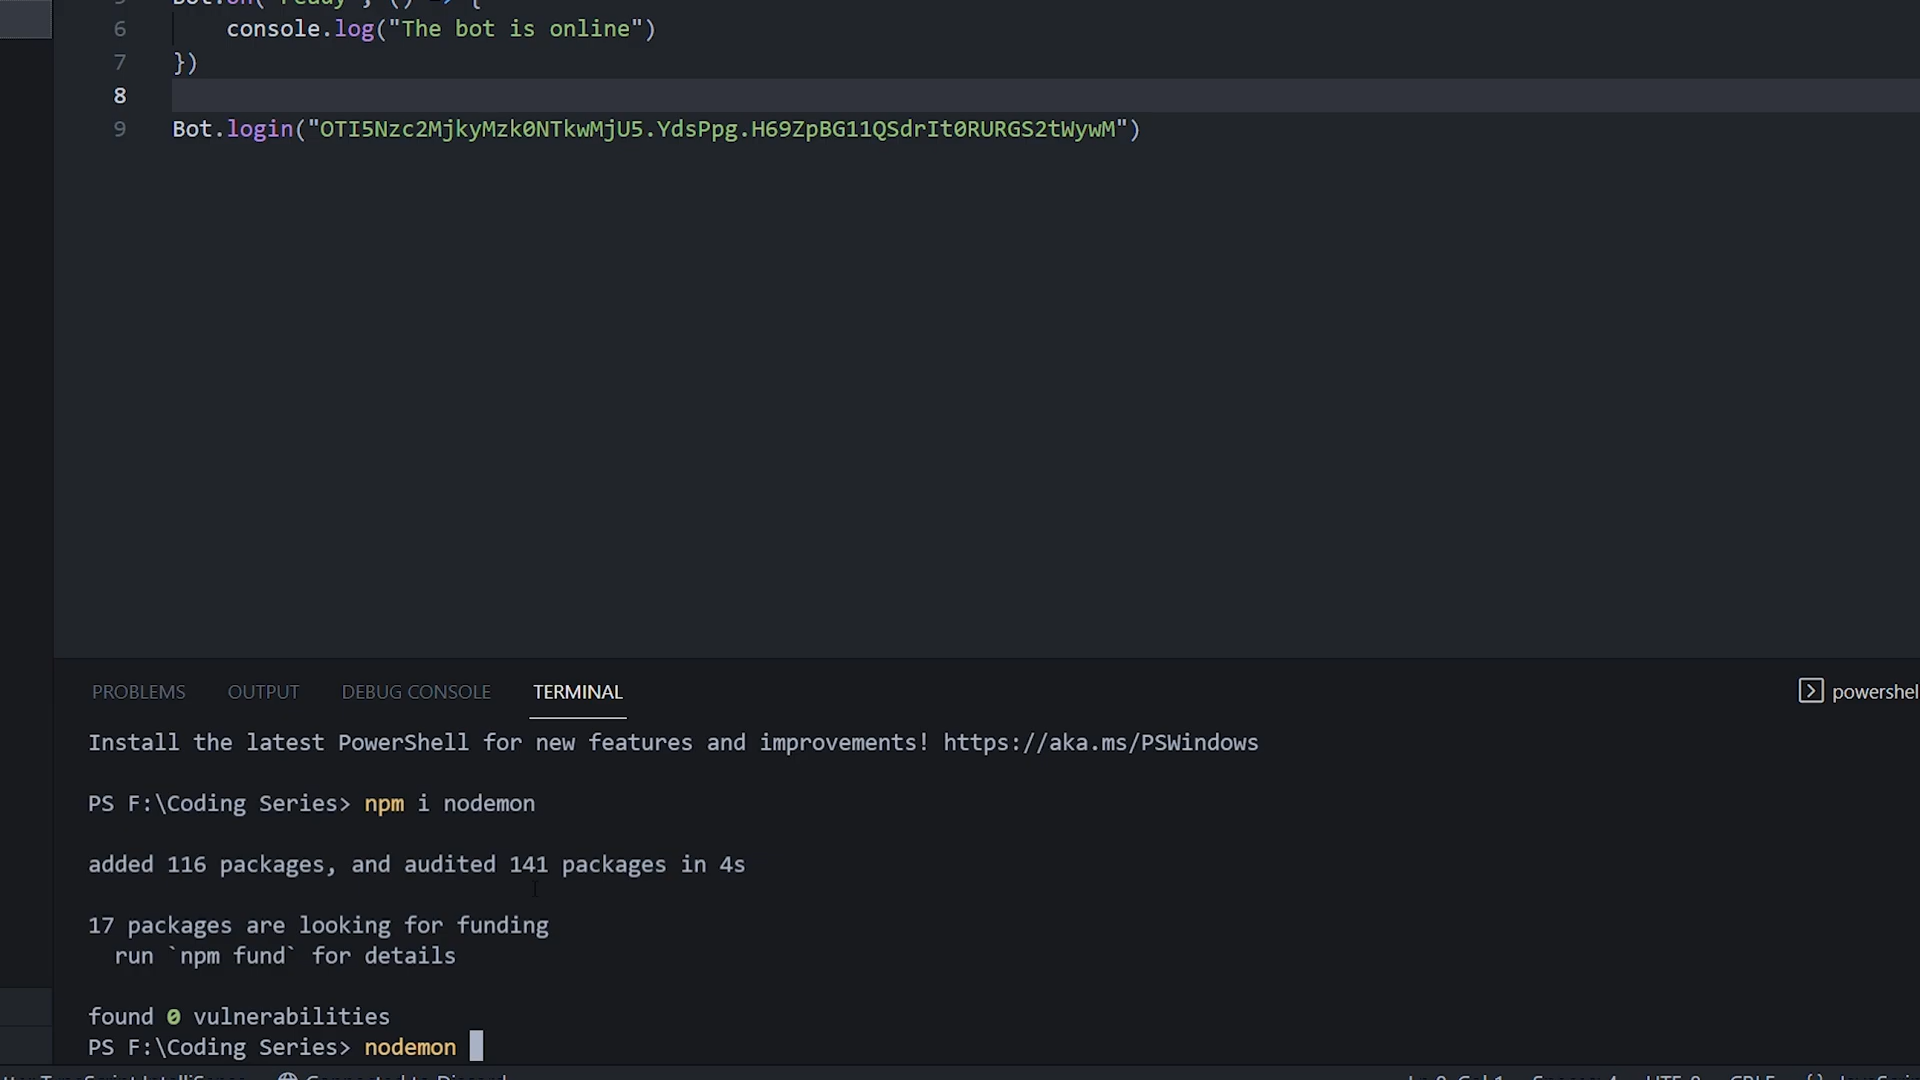 Bot.on("ready", () => {
6 console.log("The bot is online")
7 })
8
9 Bot.login("OTI5Nzc2MjkyMzk0NTkwMjU5.YdsPpg.H69ZpBG11QSdrIt0RURGS2tWywM")
PROBLEMS OUTPUT DEBUG CONSOLE TERMINAL powershel
Install the latest PowerShell for new features and improvements! https://aka.ms/PSWindows
PS F:\Coding Series> npm i nodemon
added 116 packages, and audited 141 packages in 4s
17 packages are looking for funding
run `npm fund` for details
found 0 vulnerabilities
PS F:\Coding Series> nodemon